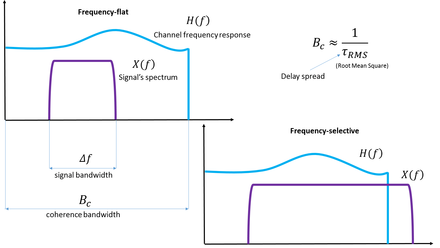 Frequency-flat
H(f)
Channel frequency response
X(f)
Signal's spectrum
Δf
signal bandwidth
B_c
coherence bandwidth
B_c ≈ 1/τ_RMS
(Root Mean Square)
Delay spread
Frequency-selective
H(f)
X(f)